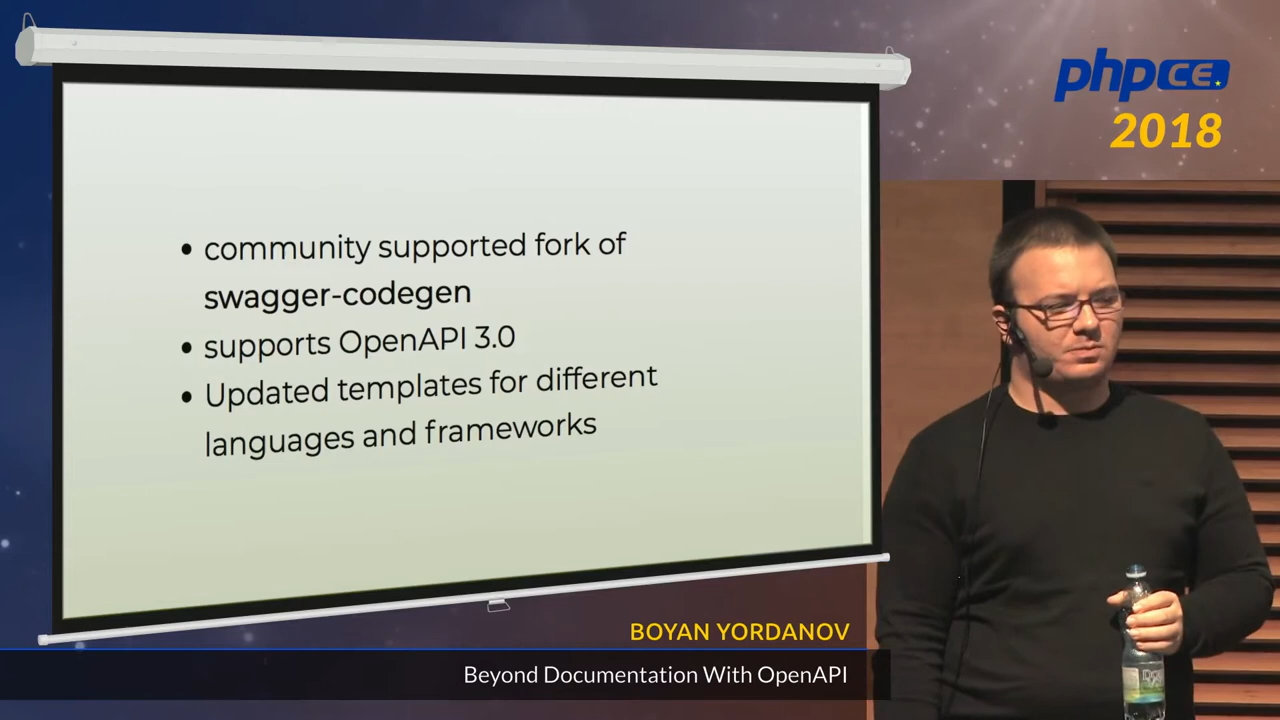 phpCE.
2018
• community supported fork of
swagger-codegen
• supports OpenAPI 3.0
• Updated templates for different
languages and frameworks
BOYAN YORDANOV
Beyond Documentation With OpenAPI